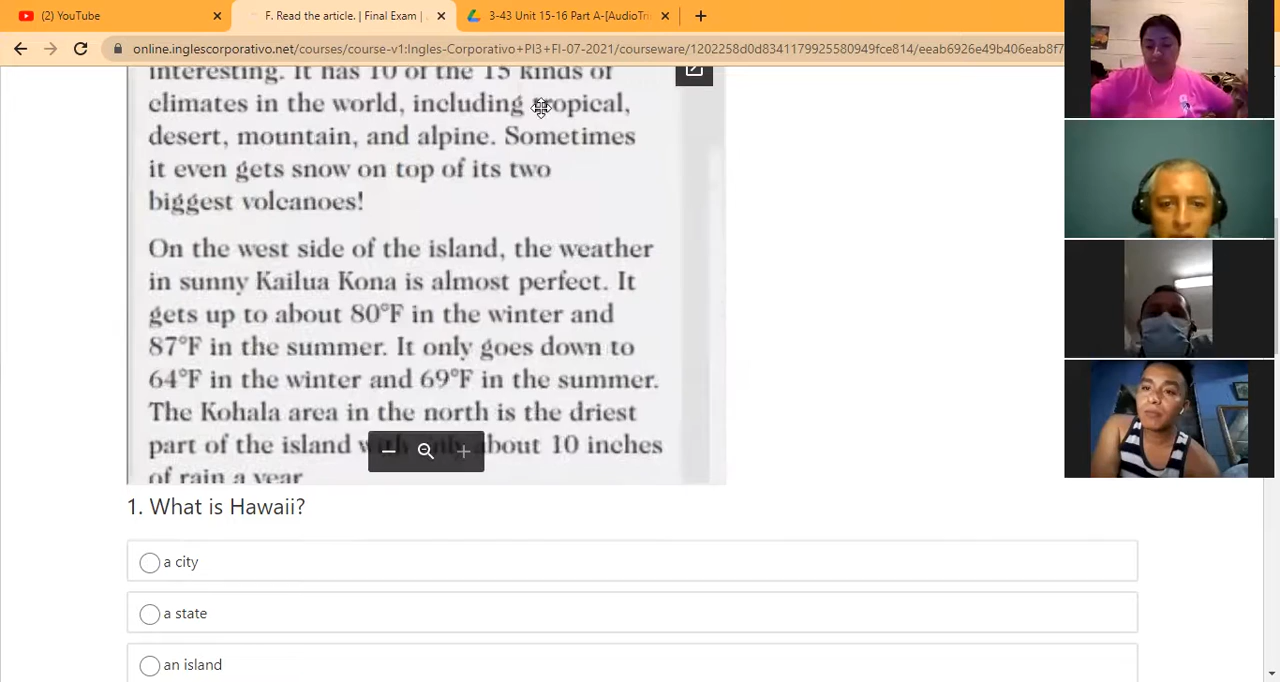 (2) YouTube
F. Read the article. | Final Exam |
3-43 Unit 15-16 Part A-[AudioTri
online.inglescorporativo.net/courses/course-v1:Ingles-Corporativo+PI3+FI-07-2021/courseware/1202258d0d8341179925580949fce814/eeab6926e49b406eab8f7
interesting. It has 10 of the 15 kinds of
climates in the world, including tropical,
desert, mountain, and alpine. Sometimes
it even gets snow on top of its two
biggest volcanoes!
On the west side of the island, the weather
in sunny Kailua Kona is almost perfect. It
gets up to about 80°F in the winter and
87°F in the summer. It only goes down to
64°F in the winter and 69°F in the summer.
The Kohala area in the north is the driest
part of the island with only about 10 inches
of rain a year
1. What is Hawaii?
a city
a state
an island